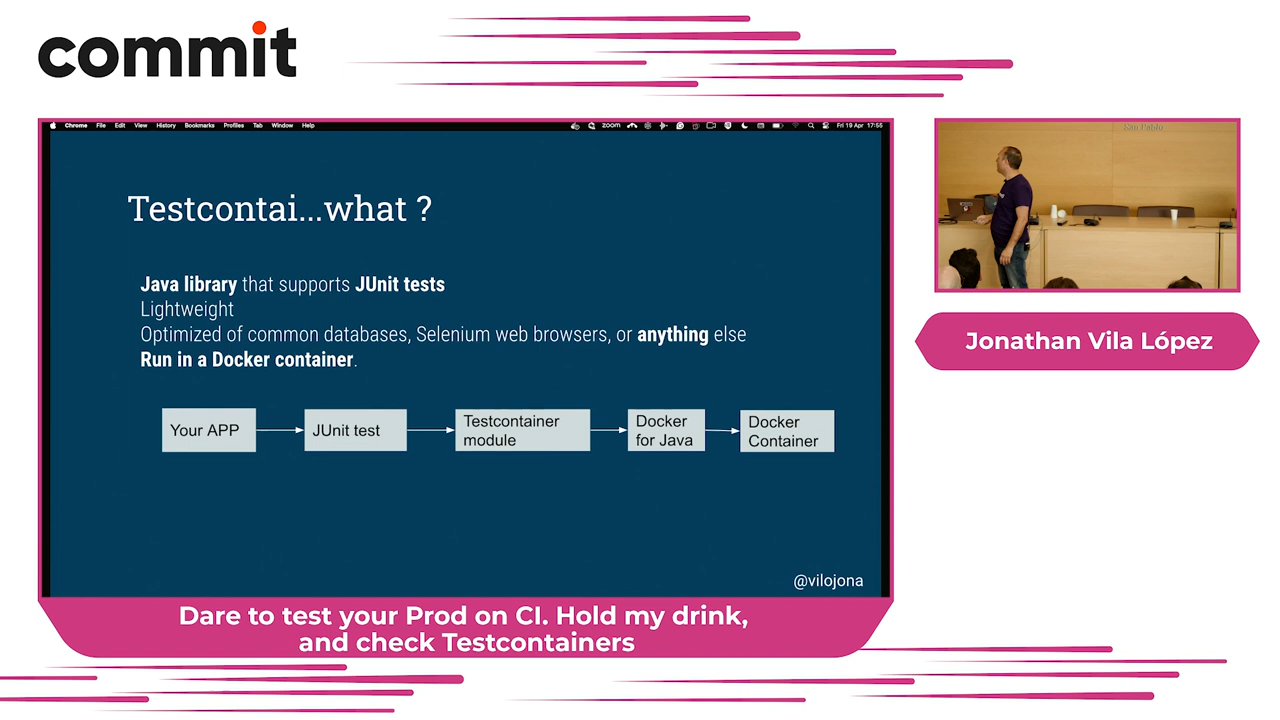 commit
Chrome File Edit View History Bookmarks Profiles Tab Window Help
zoom
Fri 19 Apr 17:55
Testcontai...what ?
Java library that supports JUnit tests
Lightweight
Optimized of common databases, Selenium web browsers, or anything else
Run in a Docker container.
Your APP
JUnit test
Testcontainer
module
Docker
for Java
Docker
Container
@vilojona
San Pablo
Jonathan Vila López
Dare to test your Prod on CI. Hold my drink,
and check Testcontainers